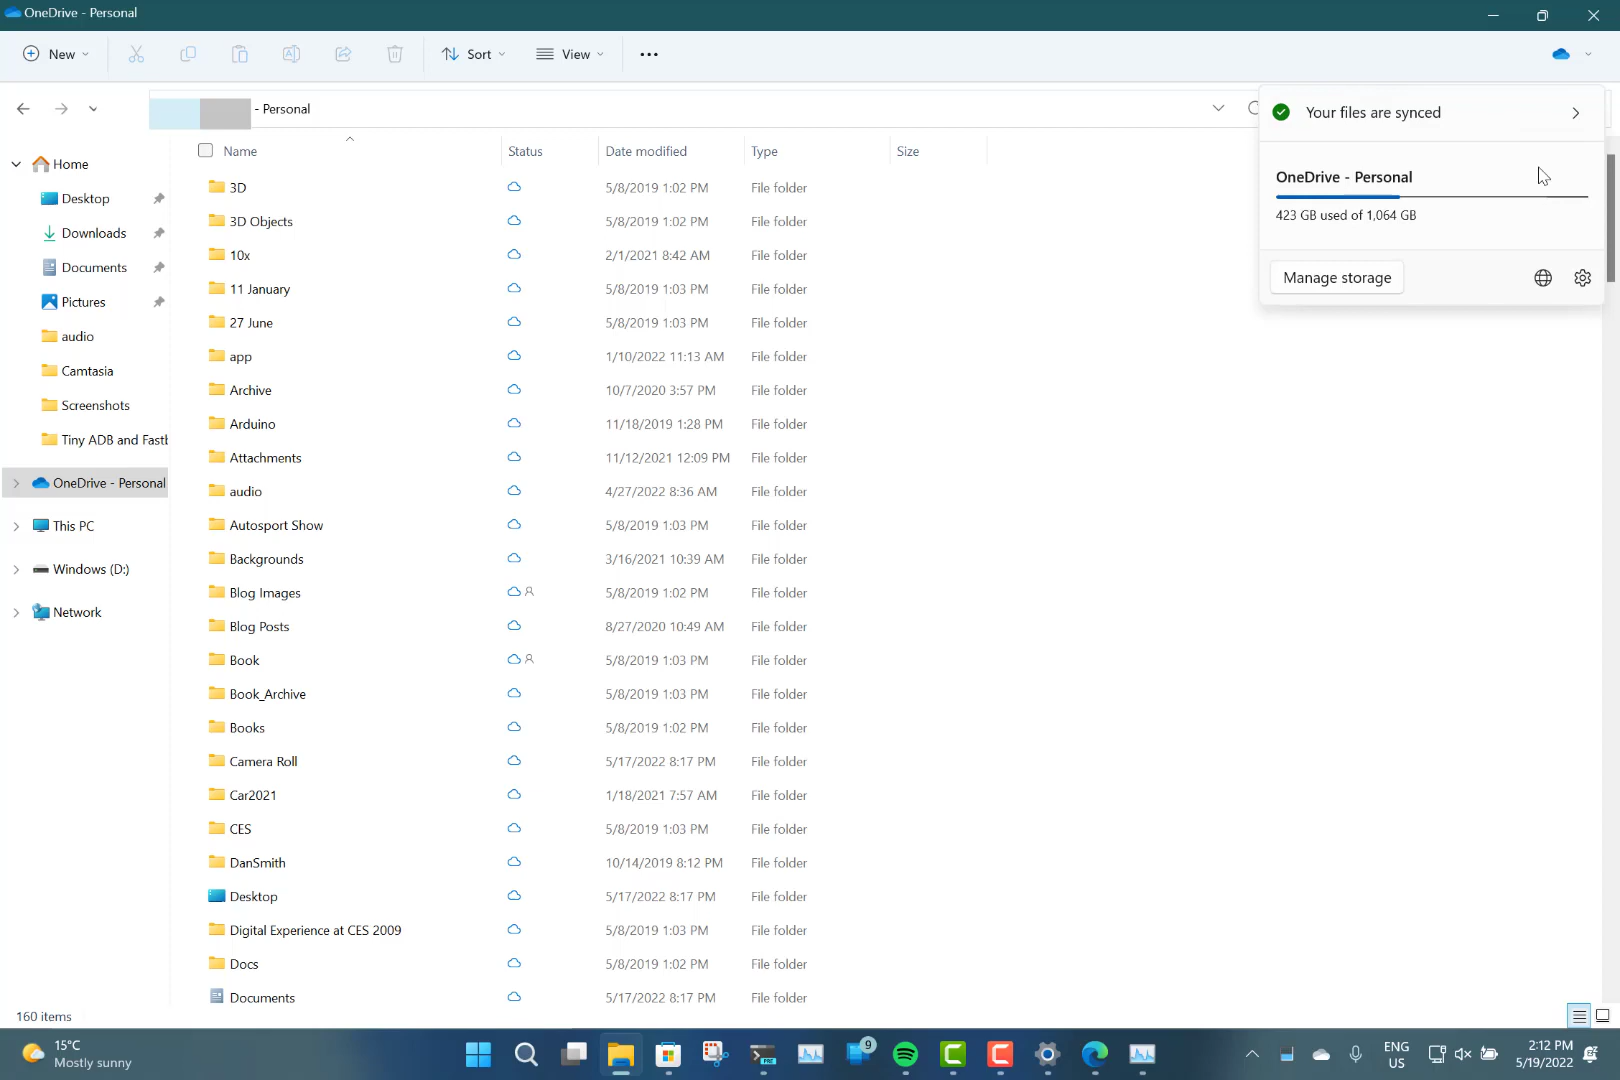 OneDrive - Personal
New
Sort
View
- Personal
Your files are synced
OneDrive - Personal
423 GB used of 1,064 GB
Manage storage
Name Status Date modified Type Size
Home
Desktop
Downloads
Documents
Pictures
audio
Camtasia
Screenshots
Tiny ADB and Fastb
OneDrive - Personal
This PC
Windows (D:)
Network
3D 5/8/2019 1:02 PM File folder
3D Objects 5/8/2019 1:02 PM File folder
10x 2/1/2021 8:42 AM File folder
11 January 5/8/2019 1:03 PM File folder
27 June 5/8/2019 1:03 PM File folder
app 1/10/2022 11:13 AM File folder
Archive 10/7/2020 3:57 PM File folder
Arduino 11/18/2019 1:28 PM File folder
Attachments 11/12/2021 12:09 PM File folder
audio 4/27/2022 8:36 AM File folder
Autosport Show 5/8/2019 1:03 PM File folder
Backgrounds 3/16/2021 10:39 AM File folder
Blog Images 5/8/2019 1:02 PM File folder
Blog Posts 8/27/2020 10:49 AM File folder
Book 5/8/2019 1:03 PM File folder
Book_Archive 5/8/2019 1:03 PM File folder
Books 5/8/2019 1:02 PM File folder
Camera Roll 5/17/2022 8:17 PM File folder
Car2021 1/18/2021 7:57 AM File folder
CES 5/8/2019 1:03 PM File folder
DanSmith 10/14/2019 8:12 PM File folder
Desktop 5/17/2022 8:17 PM File folder
Digital Experience at CES 2009 5/8/2019 1:03 PM File folder
Docs 5/8/2019 1:02 PM File folder
Documents 5/17/2022 8:17 PM File folder
160 items
15°C
Mostly sunny
PRE
9
ENG
US
2:12 PM
5/19/2022